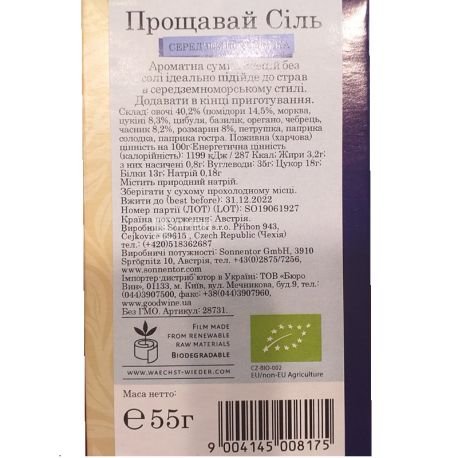 Прощавай Сіль
Ароматна спецій без
солі ідеально підійде до страв
в середземноморському стилі.
Додавати в кінці приготування.
Склад: овочі 40,2% (помідори 14,5%, морква,
цукіні 8,3%, цибуля, базилік, орегано, чебрець,
часник 8,2%, розмарин 8%, петрушка, паприка
солодка, паприка гостра. Поживна (харчова)
цінність на 100г Енергетична цінність
(калорійність): 1199 кДж / 287 Ккал; Жири 3,2г;
з них насичені 0,8г; Вуглеводи: 35г; Цукор 18г;
Білки 13г; Натрій 0.18г
Містить природний натрій.
Зберігати у сухому прохолодному місці.
Вжити до (best before): 31.12.2022
Номер партії (ЛОТ) (LOT): SO19061927
Країна походження: Австрія.
Виробник: Sonnentor s.r.o. Příhon 943,
Čejkovice 69615 , Czech Republic (Чехія)
тел.: (+420)518362687
Виробничі потужності: Sonnentor GmbH, 3910
Sprögnitz 10, Австрія, тел. +43(0)2875/7256,
www.sonnentor.com
Імпортер-дистриб'ютор в Україні: ТОВ «Бюро
Вин», 01133, м. Київ, вул. Мечникова, буд.9, тел.:
(044)3907500, факс: +38(044)3907960,
www.goodwine.ua
Без ГМО. Артикул: 28731.
FILM MADE
FROM RENEWABLE
RAW MATERIALS
BIODEGRADABLE
WWW.WAECHST-WIEDER.COM
CZ-BIO-002
EU/non-EU Agriculture
Маса нетто:
℮ 55г
9 004145 008175